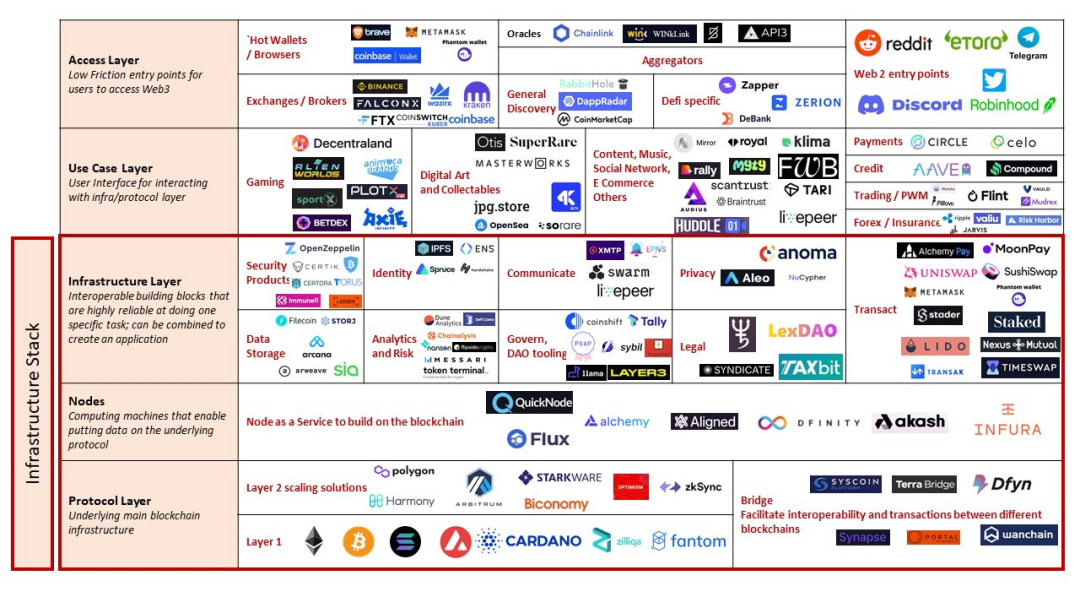 Access Layer
Low Friction entry points for
users to access Web3
`Hot Wallets
/ Browsers
brave
METAMASK
Phantom wallet
coinbase | Wallet
Oracles
Chainlink
WINkLink
API3
Aggregators
reddit
eTORO
Telegram
Web 2 entry points
Discord
Robinhood
Exchanges / Brokers
BINANCE
FALCONX
wazirx
kraken
FTX
COINSWITCH
KUBER
coinbase
General
Discovery
RabbitHole
DappRadar
CoinMarketCap
Defi specific
Zapper
ZERION
DeBank
Use Case Layer
User Interface for interacting
with infra/protocol layer
Gaming
Decentraland
ALIEN
WORLDS
animoca
BRANDS
sport X
PLOTX
BETDEX
AXIE
INFINITY
Digital Art
and Collectables
Otis
SuperRare
MASTERWORKS
jpg.store
OpenSea
sorare
Content, Music,
Social Network,
E Commerce
Others
Mirror
royal
klima
rally
myty
FWB
AUDIUS
scantrust
Braintrust
TARI
HUDDLE 01
livepeer
Payments
CIRCLE
celo
Credit
AAVE
Compound
Trading / PWM
Pillow
Flint
VAULD
Mudrex
Forex / Insurance
ripple
valiu
Risk Harbor
JARVIS
Infrastructure Stack
Infrastructure Layer
Interoperable building blocks that
are highly reliable at doing one
specific task; can be combined to
create an application
Security
Products
OpenZeppelin
CERTIK
CERTORA
TORUS
Immunefi
LEDGER
Identity
IPFS
ENS
Spruce
handshake
Communicate
XMTP
EPNS
swarm
livepeer
Privacy
anoma
Aleo
NuCypher
Transact
Alchemy Pay
MoonPay
UNISWAP
SushiSwap
METAMASK
Phantom wallet
stader
Staked
LIDO
Nexus Mutual
TRANSAK
TIMESWAP
Data
Storage
Filecoin
STORJ
arcana
arweave
sia
Analytics
and Risk
Dune
Analytics
DefiLlama
Chainalysis
nansen
flipsidecrypto
MESSARI
token terminal_
Fundamentals for crypto
Govern,
DAO tooling
coinshift
Tally
POAP
sybil
llama
LAYER3
Legal
LexDAO
SYNDICATE
TAXbit
Nodes
Computing machines that enable
putting data on the underlying
protocol
Node as a Service to build on the blockchain
QuickNode
Flux
alchemy
Aligned
DFINITY
akash
INFURA
Protocol Layer
Underlying main blockchain
infrastructure
Layer 2 scaling solutions
polygon
Harmony
ARBITRUM
STARKWARE
Biconomy
OPTIMISM
zkSync
Bridge
Facilitate interoperability and transactions between different
blockchains
SYSCOIN
PLATFORM
Terra Bridge
Dfyn
Synapse
PORTAL
wanchain
Layer 1
CARDANO
zilliqa
fantom